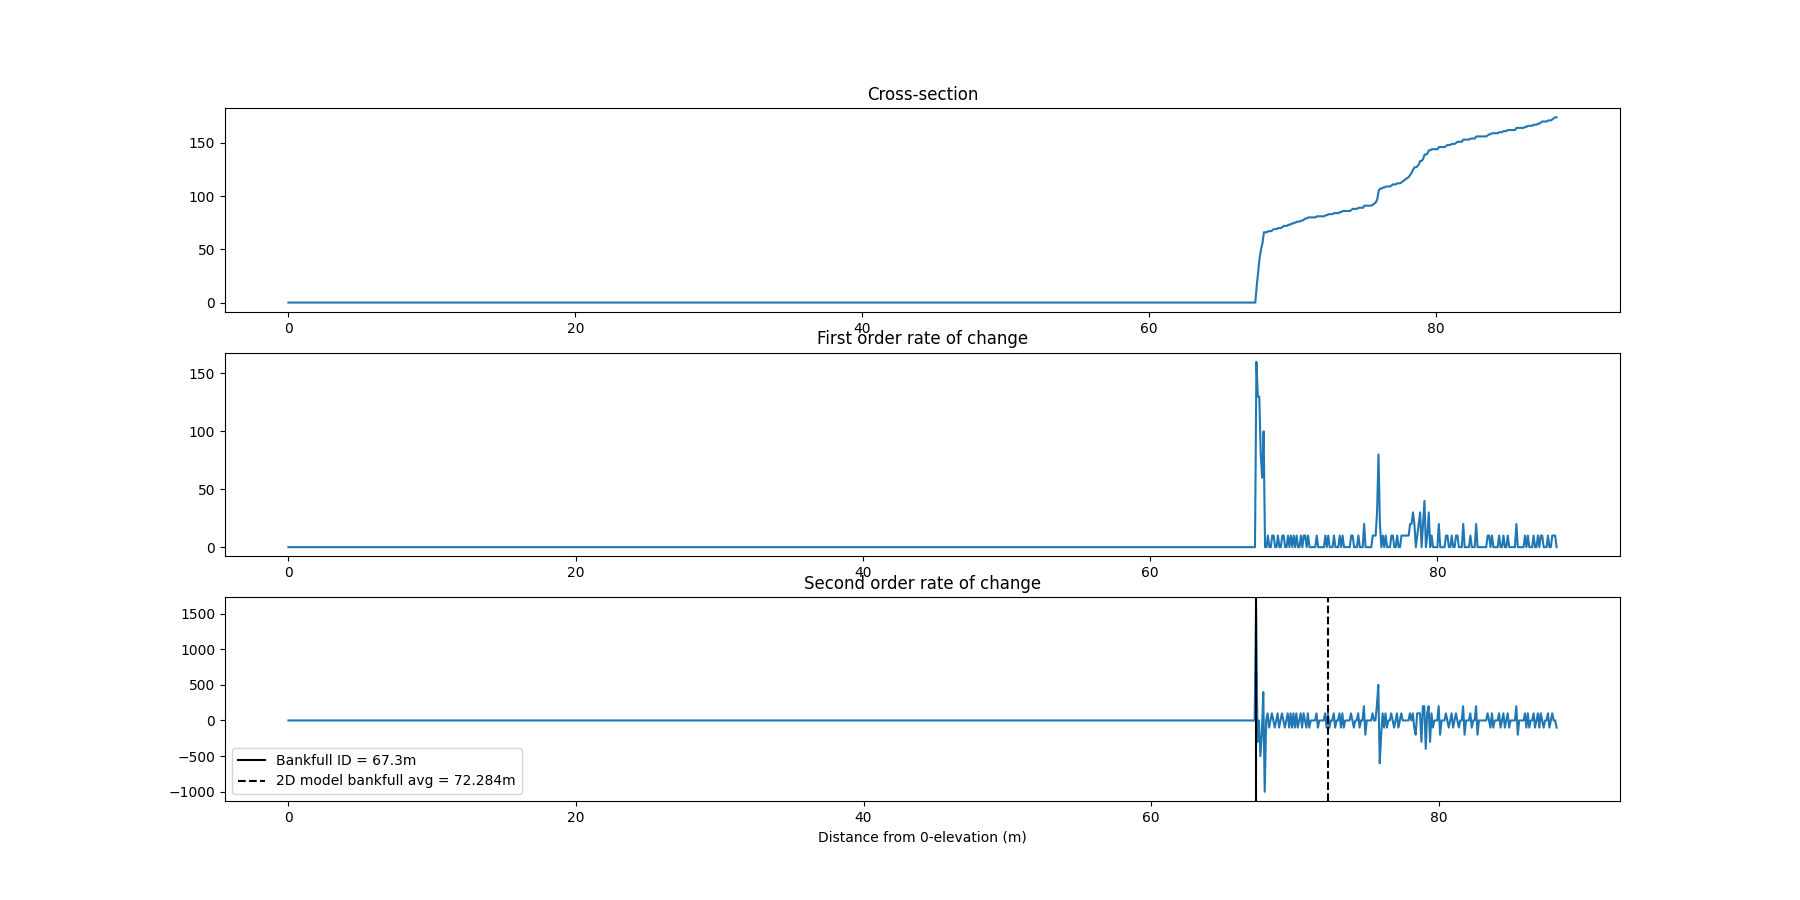 Cross-section
150
100
50
0
0 20 40 60 80
First order rate of change
150
100
50
0
0 20 40 60 80
Second order rate of change
1500
1000
500
0
−500
−1000
Bankfull ID = 67.3m
2D model bankfull avg = 72.284m
0 20 40 60 80
Distance from 0-elevation (m)